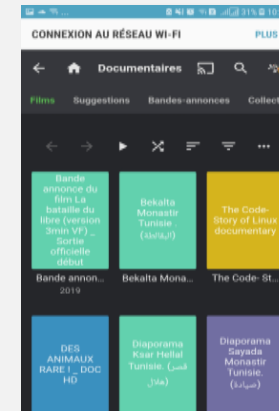 31% 10
CONNEXION AU RÉSEAU WI-FI PLUS
Documentaires
Films Suggestions Bandes-annonces Collect
Bande
annonce du
film La
bataille du
libre (version
3min VF) _
Sortie
officielle
début
Bekalta
Monastir
Tunisie .
(البقالطة)
The Code-
Story of Linux
documentary
Bande annon...
2019
Bekalta Mona...
The Code- St...
DES
ANIMAUX
RARE ! _ DOC
HD
Diaporama
Ksar Hellal
Tunisie. (قصر
هلال)
Diaporama
Sayada
Monastir
Tunisie.
(صيادة)